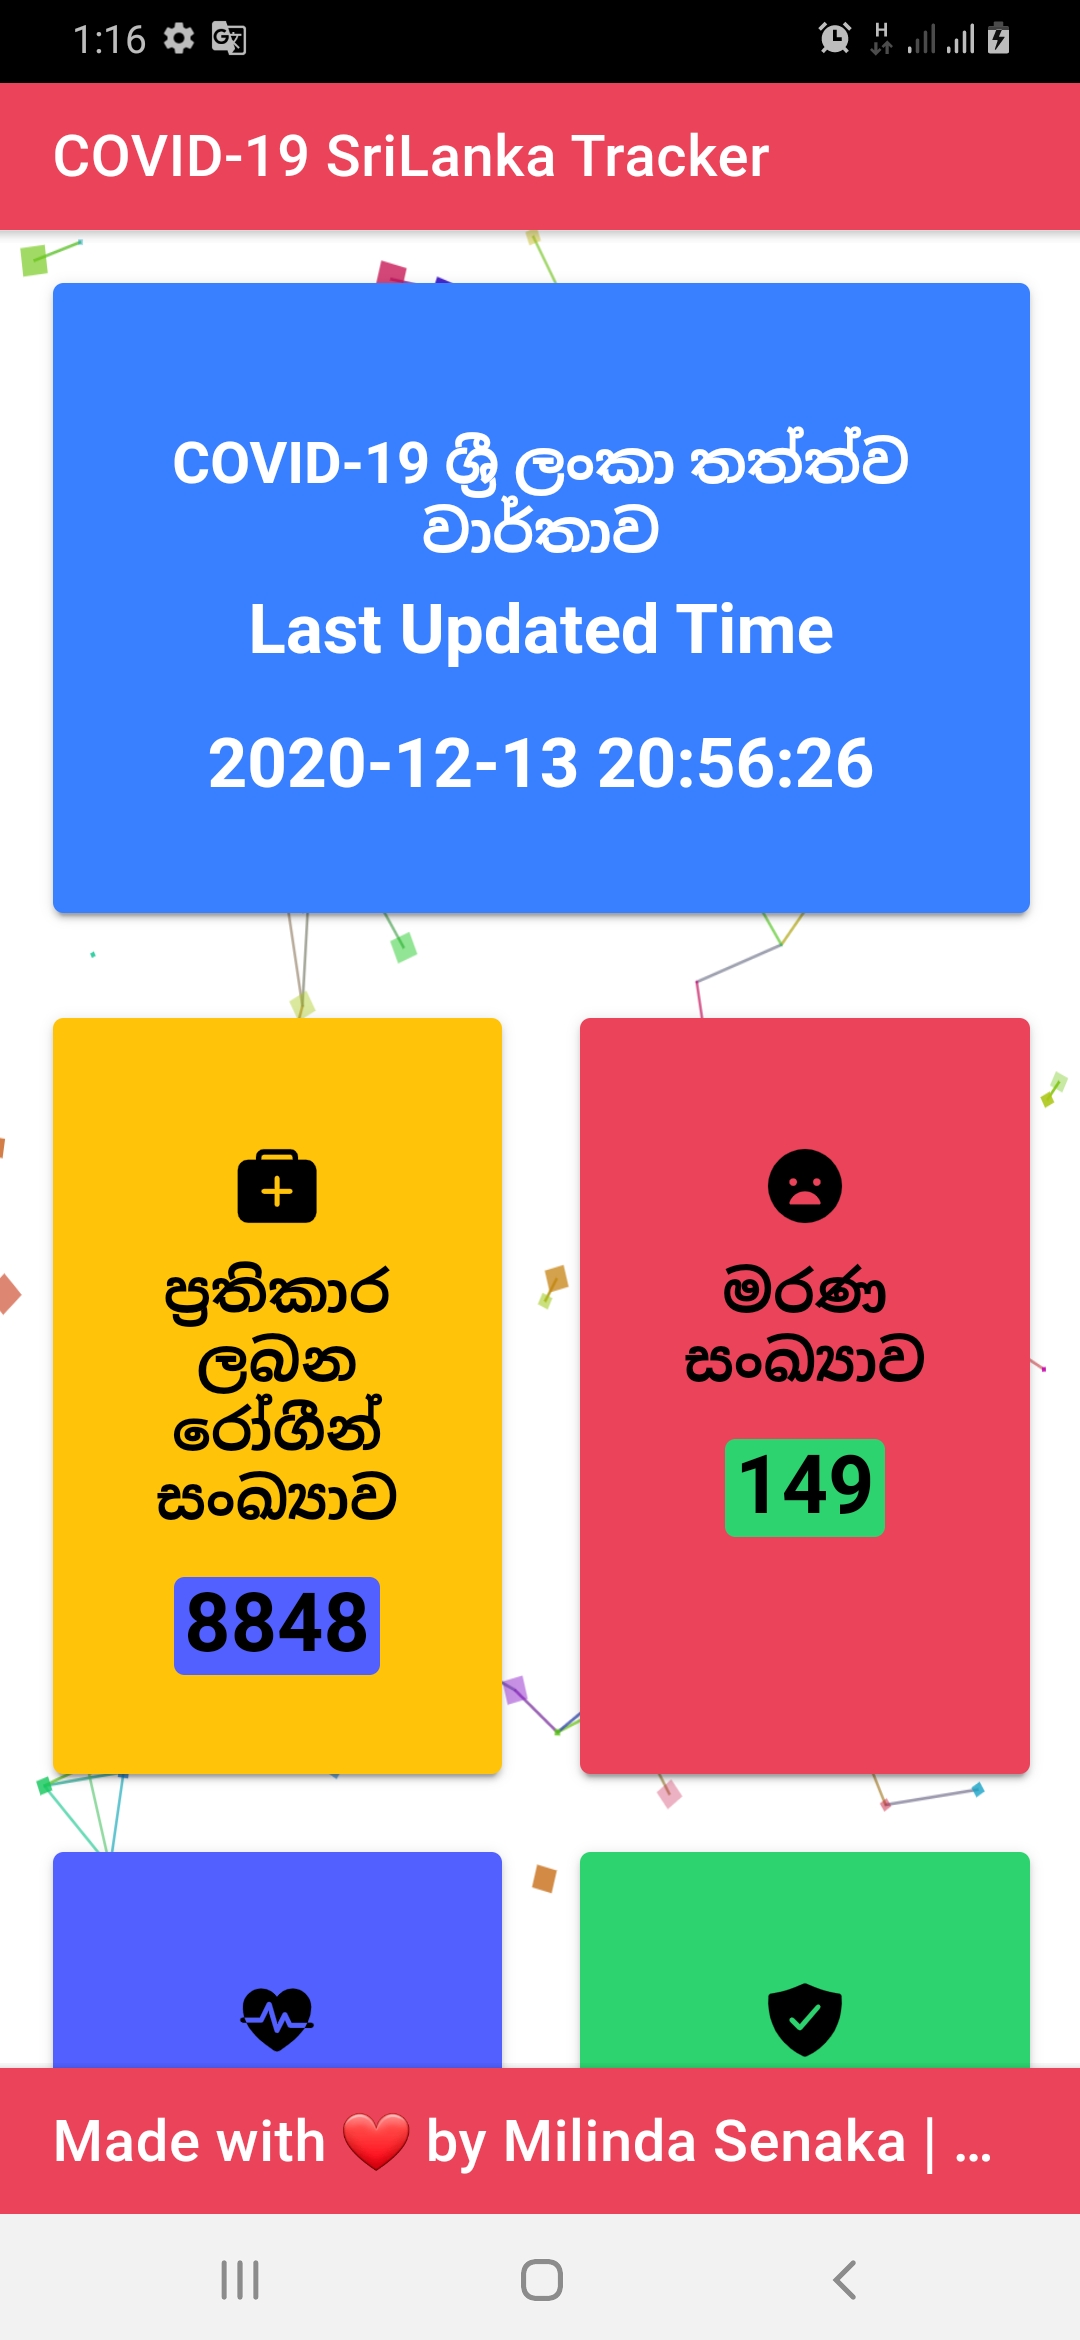 1:16
COVID-19 SriLanka Tracker
COVID-19 ශ්‍රී ලංකා තත්ත්ව
වාර්තාව
Last Updated Time
2020-12-13 20:56:26
ප්‍රතිකාර
ලබන
රෝගීන්
සංඛ්‍යාව
8848
මරණ
සංඛ්‍යාව
149
Made with ❤️ by Milinda Senaka | ...